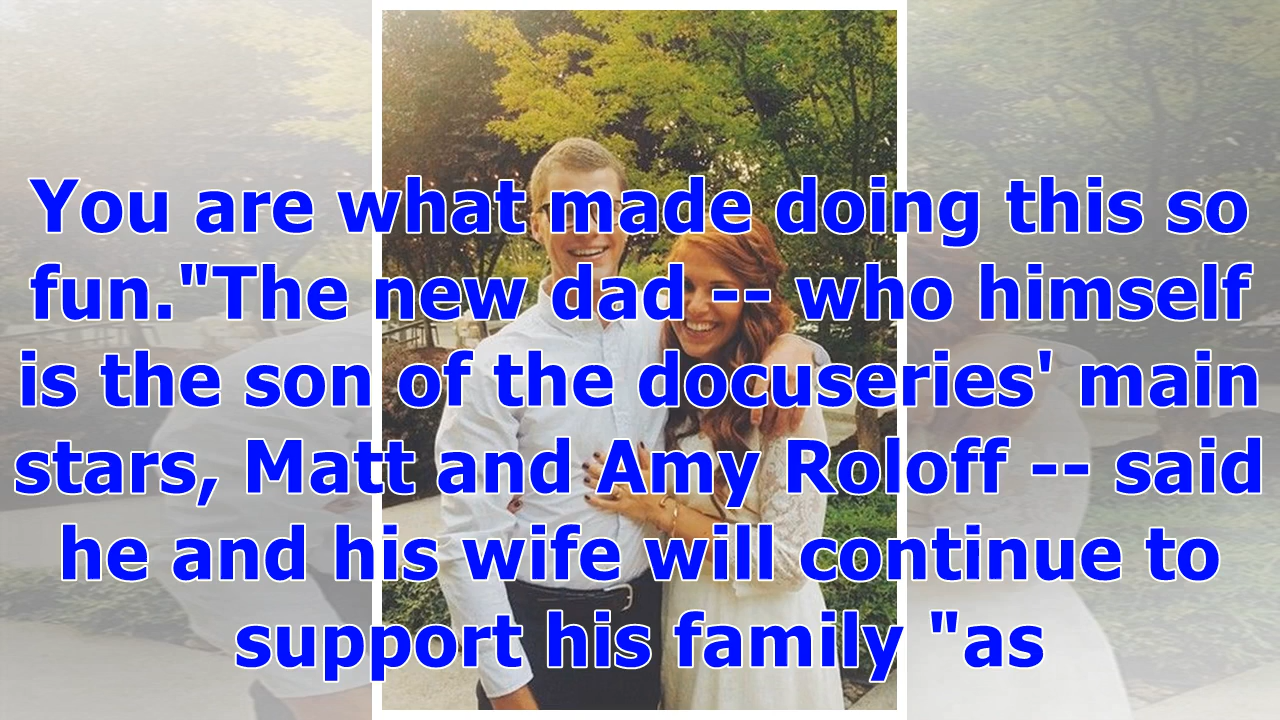 You are what made doing this so
fun."The new dad -- who himself
is the son of the docuseries' main
stars, Matt and Amy Roloff -- said
he and his wife will continue to
support his family "as